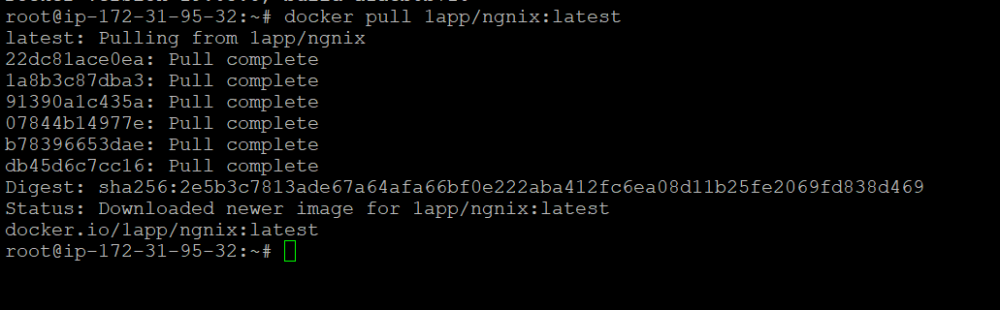 root@ip-172-31-95-32:~# docker pull 1app/ngnix:latest
latest: Pulling from 1app/ngnix
22dc81ace0ea: Pull complete
1a8b3c87dba3: Pull complete
91390a1c435a: Pull complete
07844b14977e: Pull complete
b78396653dae: Pull complete
db45d6c7cc16: Pull complete
Digest: sha256:2e5b3c7813ade67a64afa66bf0e222aba412fc6ea08d11b25fe2069fd838d469
Status: Downloaded newer image for 1app/ngnix:latest
docker.io/1app/ngnix:latest
root@ip-172-31-95-32:~#